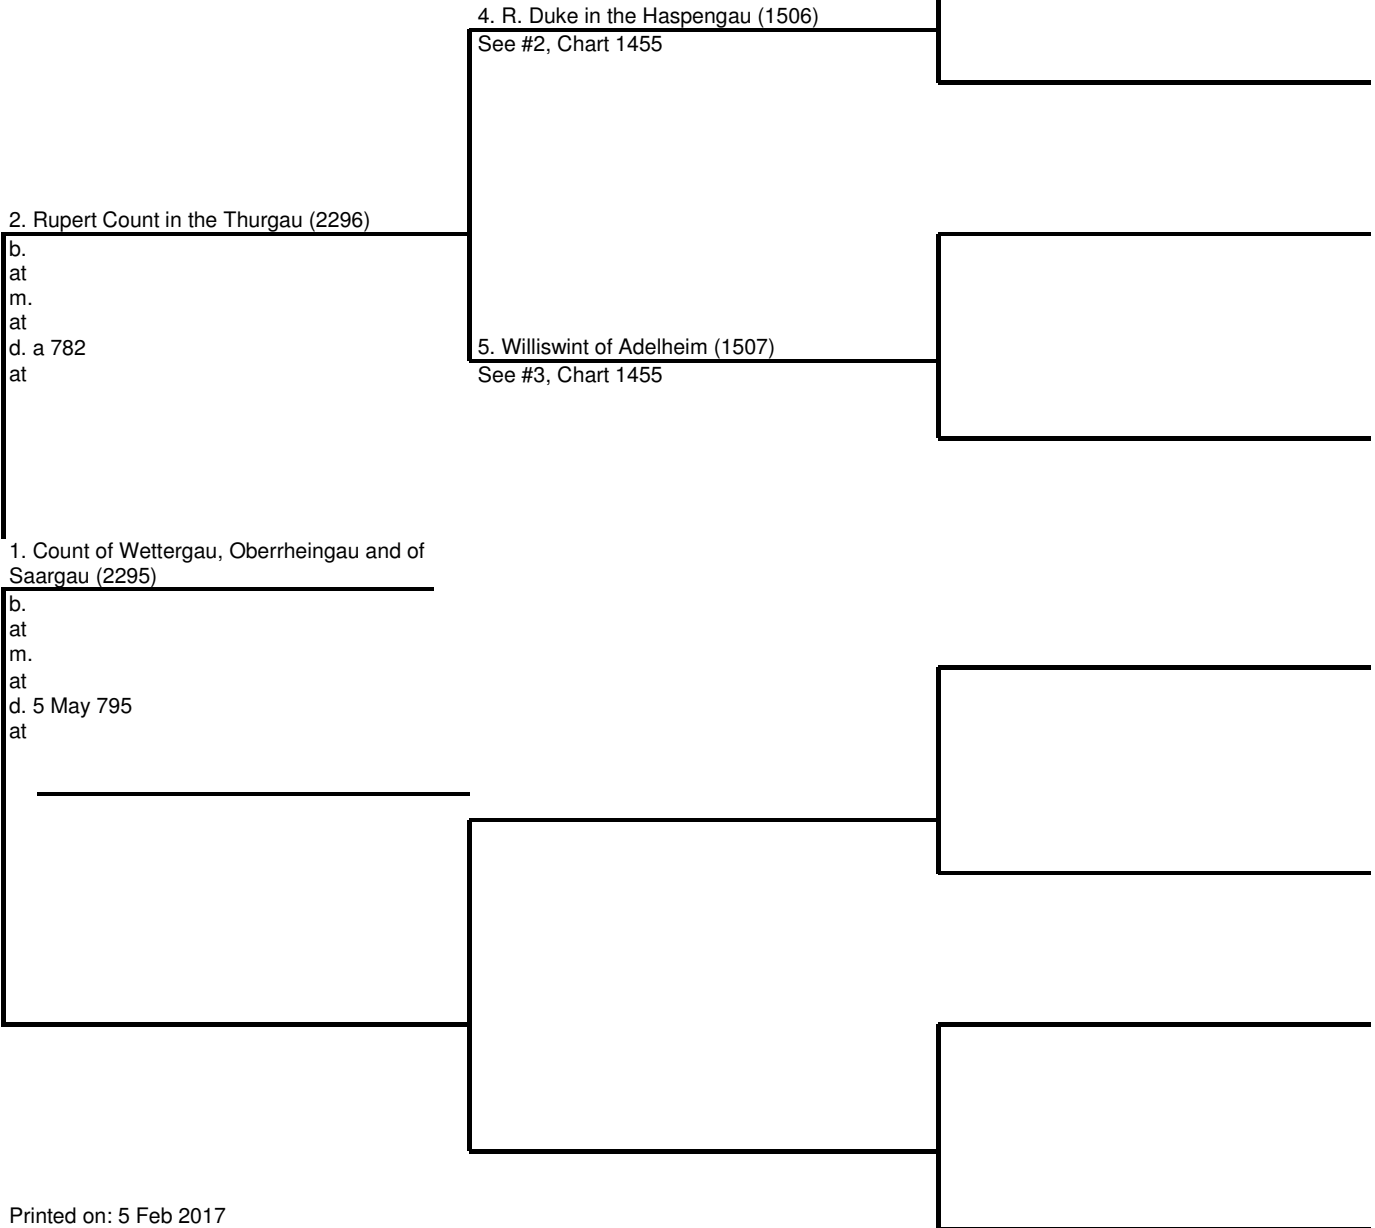 4. R. Duke in the Haspengau (1506)
See #2, Chart 1455
2. Rupert Count in the Thurgau (2296)
b.
at
m.
at
d. a 782
at
5. Williswint of Adelheim (1507)
See #3, Chart 1455
1. Count of Wettergau, Oberrheingau and of
Saargau (2295)
b.
at
m.
at
d. 5 May 795
at
Printed on: 5 Feb 2017